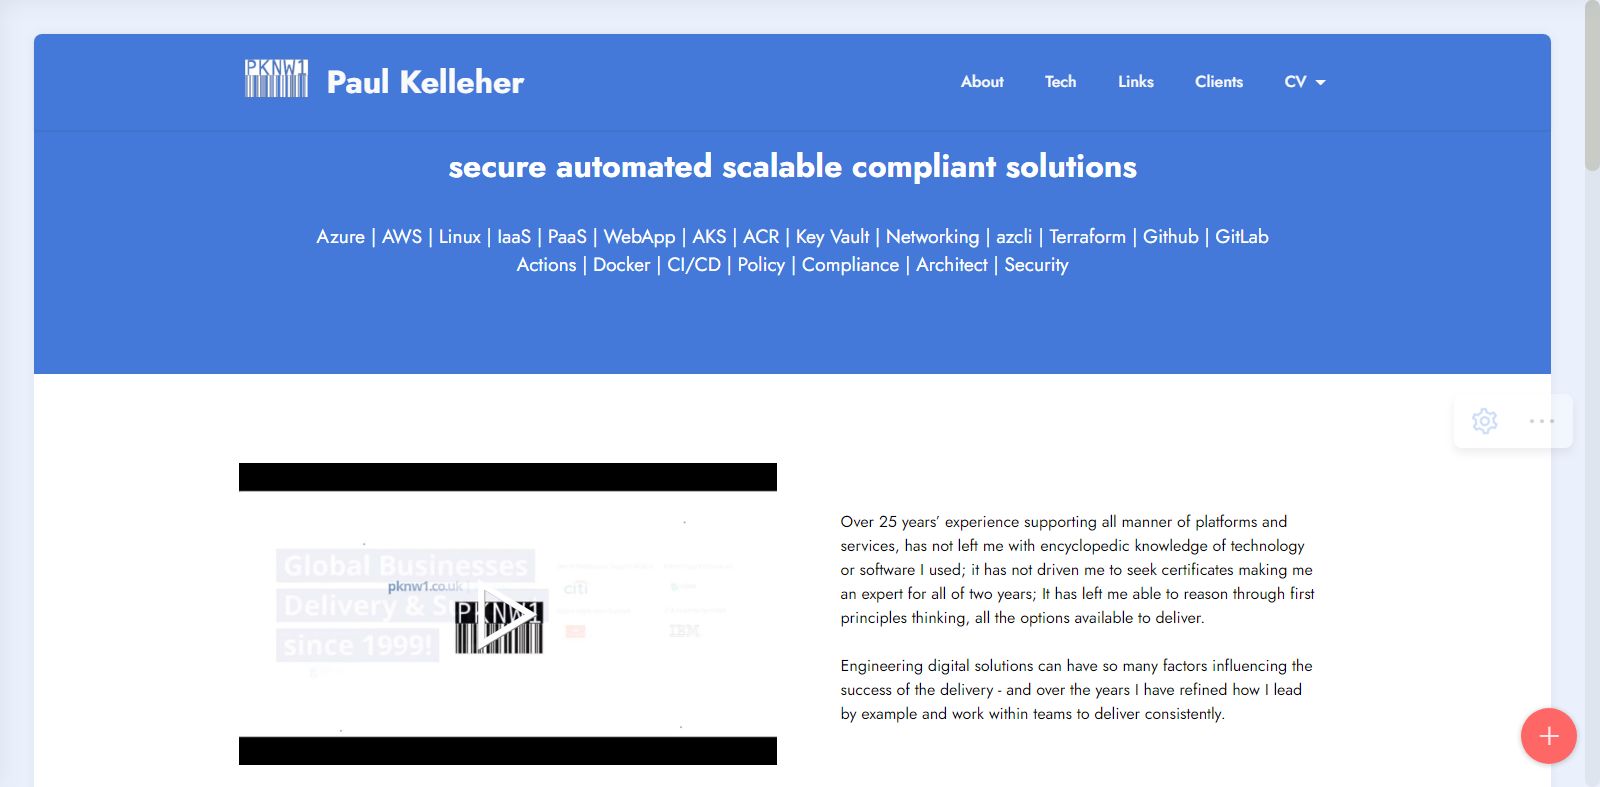 PKNW1
Paul Kelleher
About
Tech
Links
Clients
CV
secure automated scalable compliant solutions
Azure | AWS | Linux | IaaS | PaaS | WebApp | AKS | ACR | Key Vault | Networking | azcli | Terraform | Github | GitLab
Actions | Docker | CI/CD | Policy | Compliance | Architect | Security
Global Businesses
pknw1.co.uk
Delivery & S
since 1999!
PKNW1
citi
IBM
Over 25 years’ experience supporting all manner of platforms and
services, has not left me with encyclopedic knowledge of technology
or software I used; it has not driven me to seek certificates making me
an expert for all of two years; It has left me able to reason through first
principles thinking, all the options available to deliver.
Engineering digital solutions can have so many factors influencing the
success of the delivery - and over the years I have refined how I lead
by example and work within teams to deliver consistently.